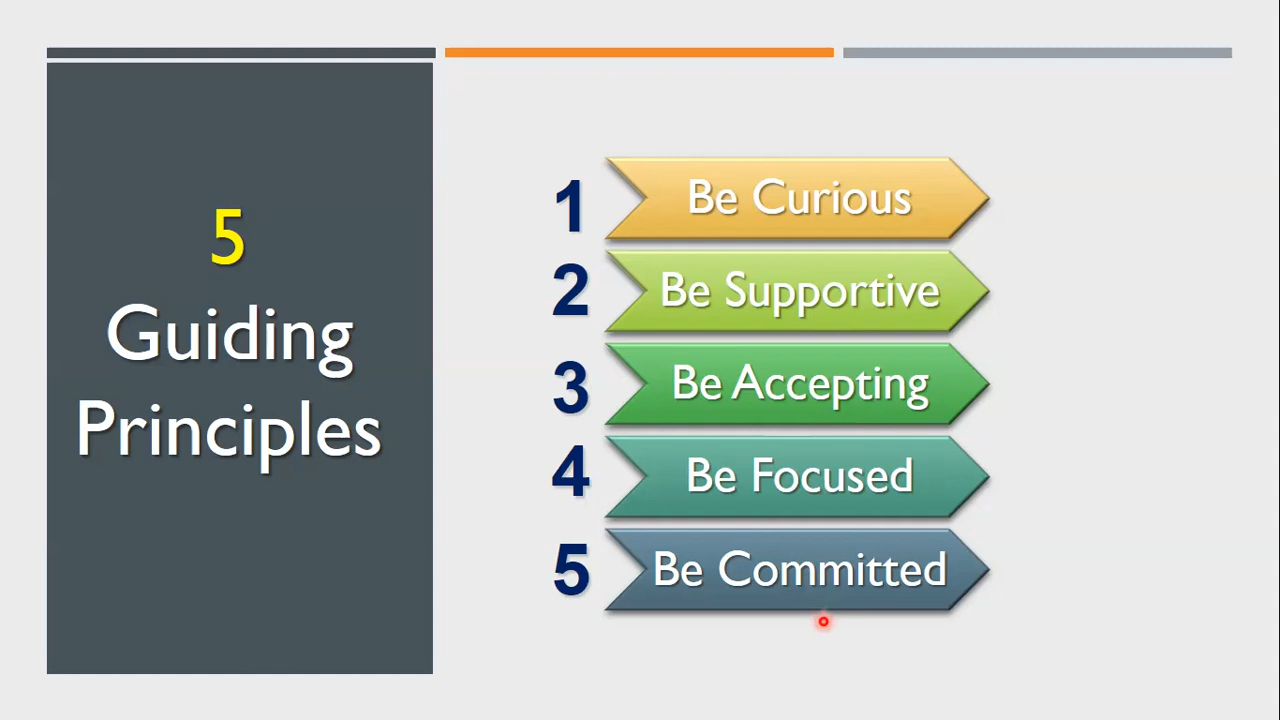 5
Guiding
Principles
1 Be Curious
2 Be Supportive
3 Be Accepting
4 Be Focused
5 Be Committed